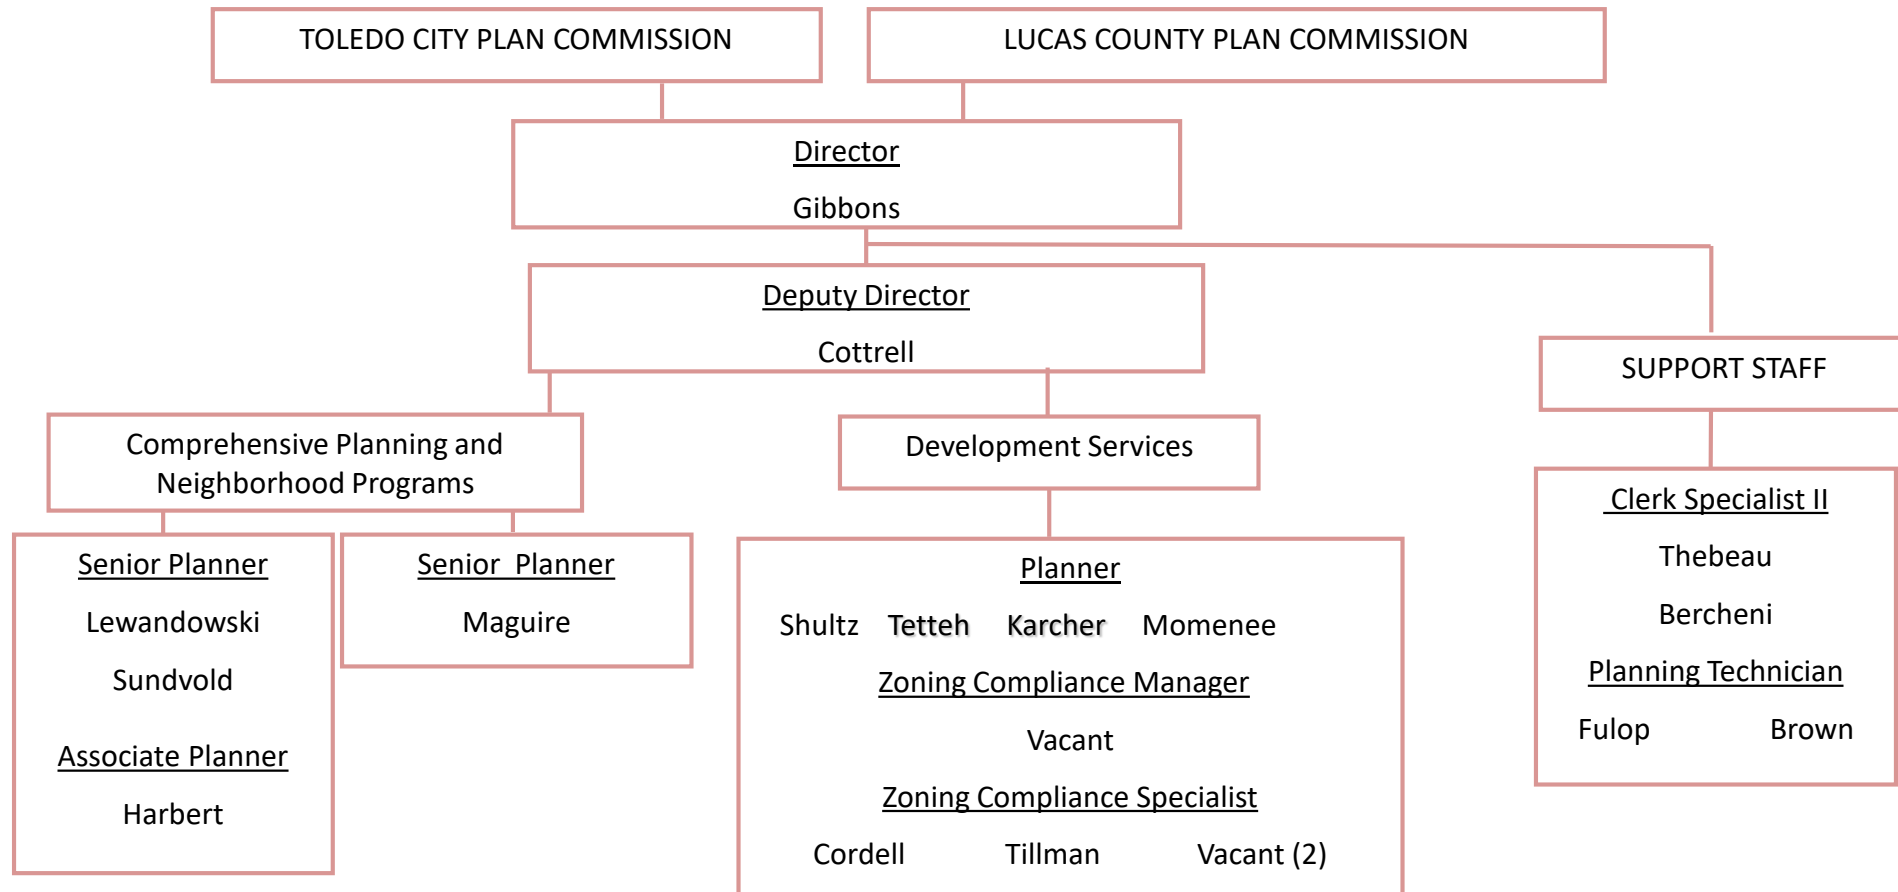 TOLEDO CITY PLAN COMMISSION
LUCAS COUNTY PLAN COMMISSION
Director
Gibbons
Deputy Director
Cottrell
SUPPORT STAFF
Comprehensive Planning and
Neighborhood Programs
Development Services
Senior Planner
Lewandowski
Sundvold
Associate Planner
Harbert
Senior Planner
Maguire
Planner
Shultz Tetteh Karcher Momenee
Zoning Compliance Manager
Vacant
Zoning Compliance Specialist
Cordell Tillman Vacant (2)
Clerk Specialist II
Thebeau
Bercheni
Planning Technician
Fulop Brown